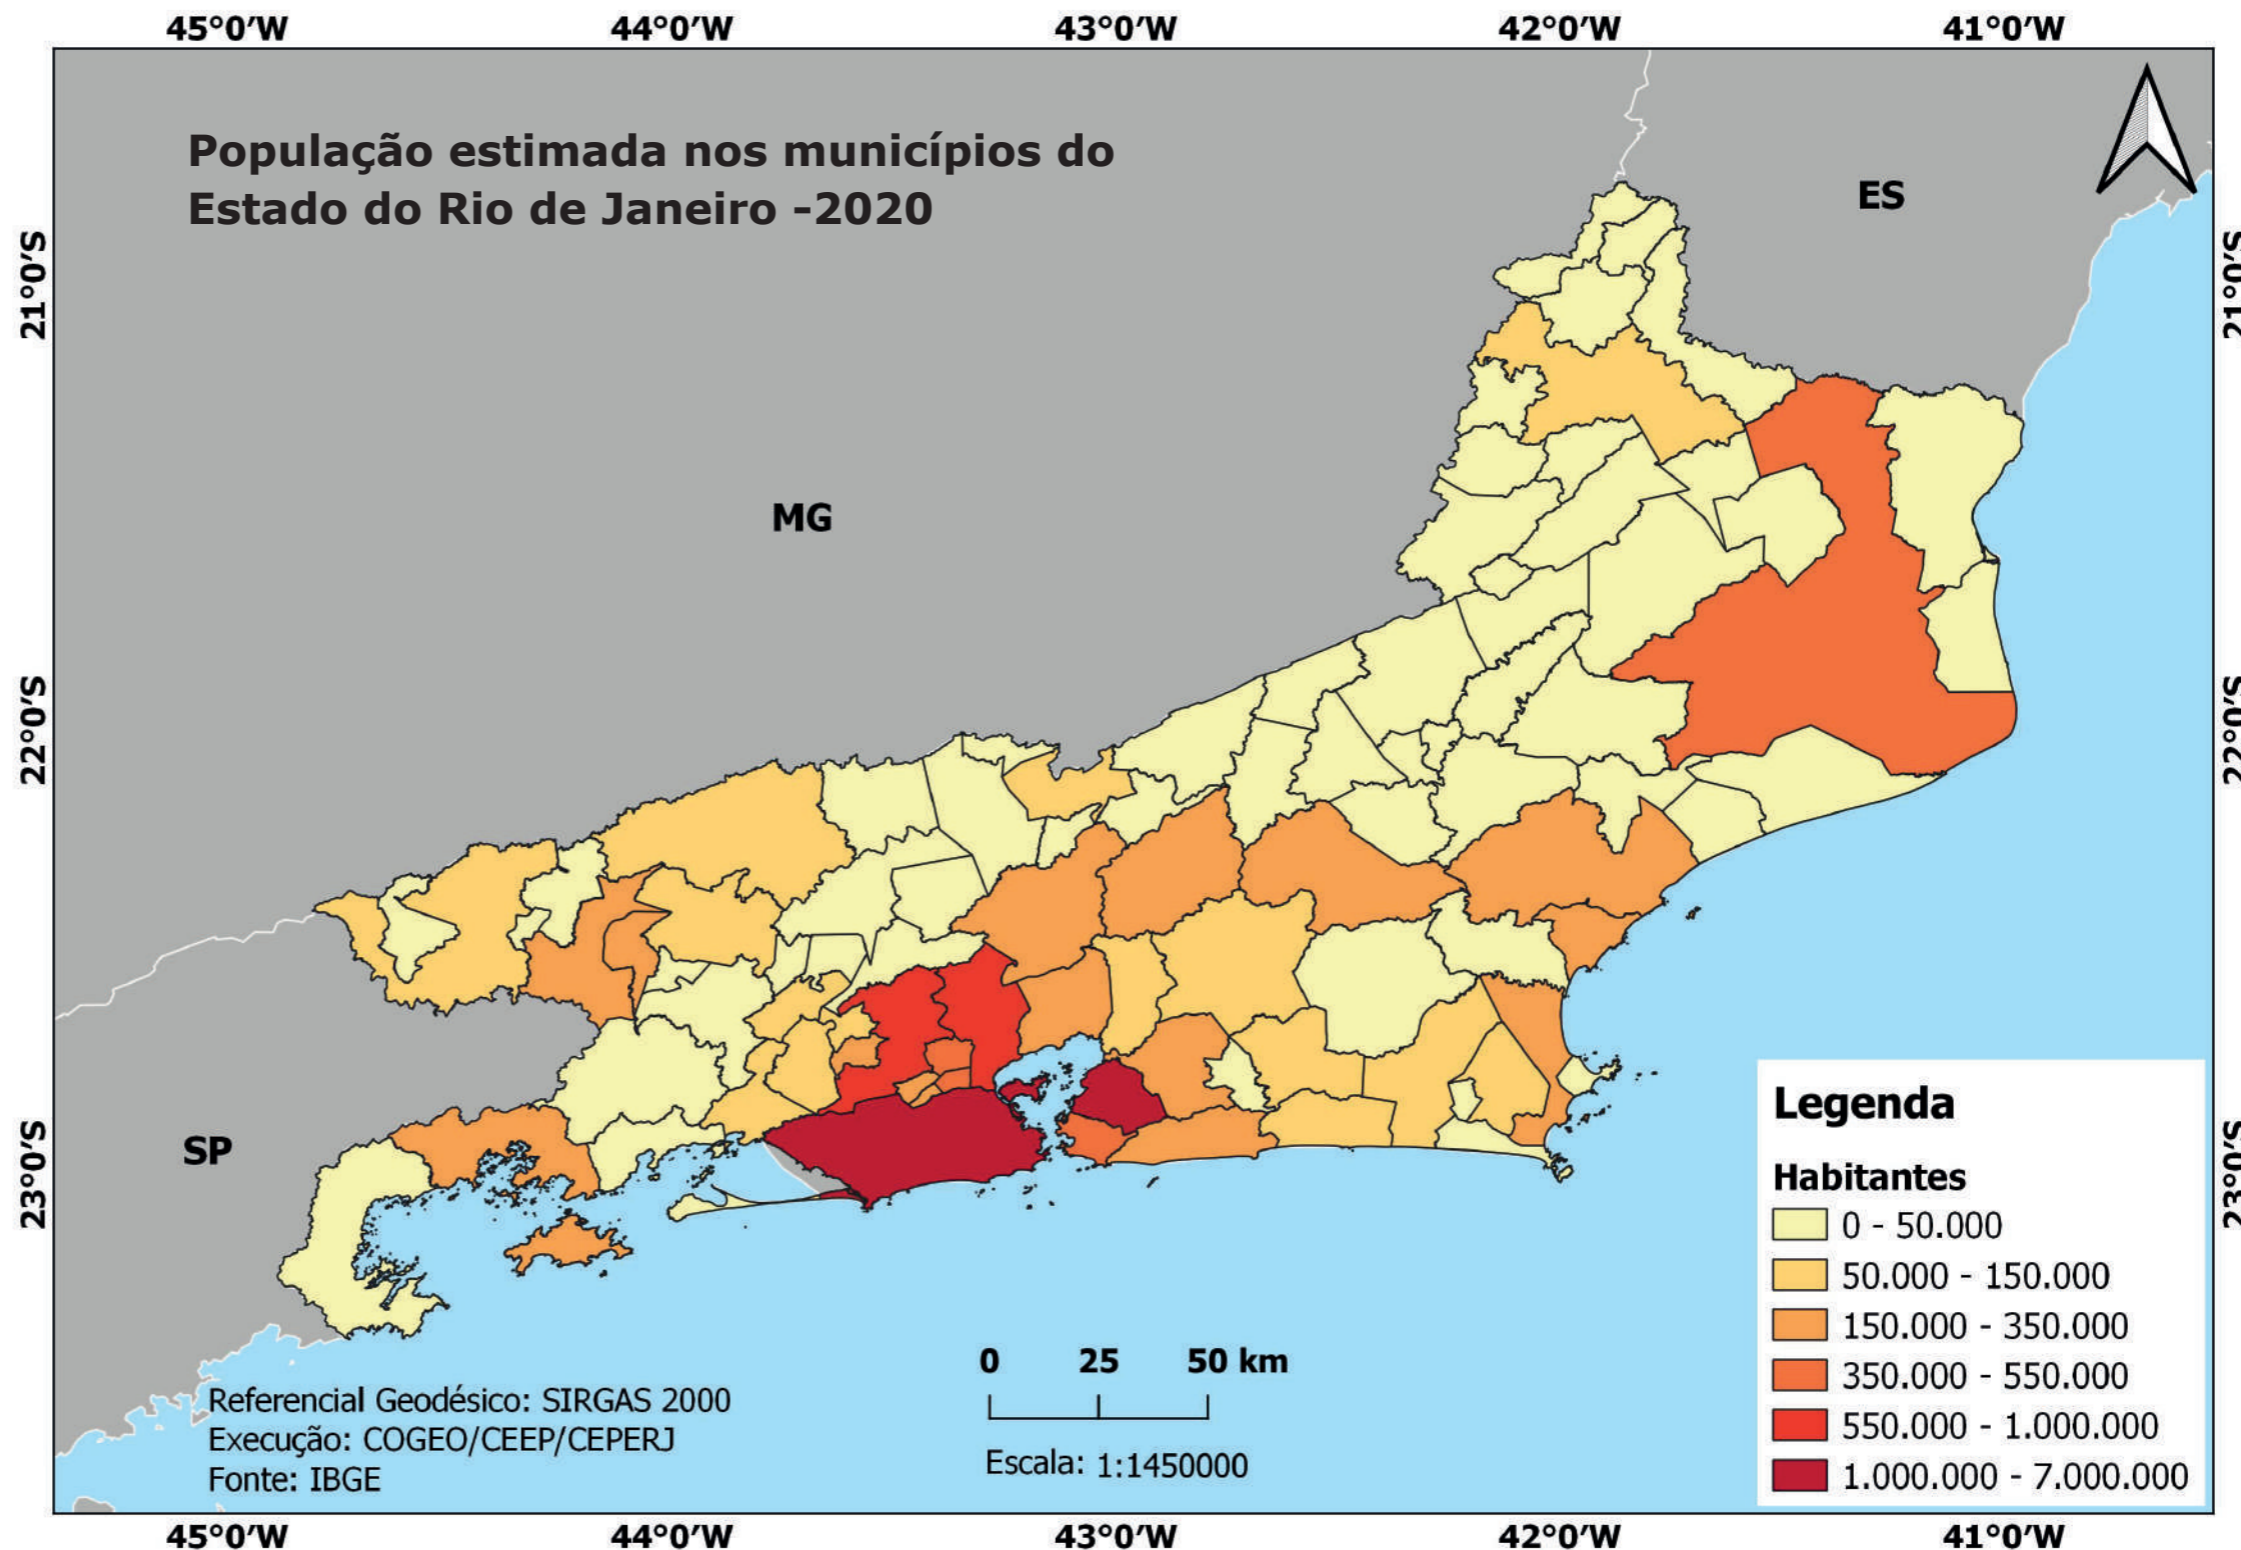 45°0′W 44°0′W 43°0′W 42°0′W 41°0′W
População estimada nos municípios do
Estado do Rio de Janeiro -2020
ES
21°0′S 21°0′S
MG
22°0′S 22°0′S
SP
23°0′S 23°0′S
Legenda
Habitantes
0 - 50.000
50.000 - 150.000
150.000 - 350.000
350.000 - 550.000
550.000 - 1.000.000
1.000.000 - 7.000.000
0 25 50 km
Escala: 1:1450000
Referencial Geodésico: SIRGAS 2000
Execução: COGEO/CEEP/CEPERJ
Fonte: IBGE
45°0′W 44°0′W 43°0′W 42°0′W 41°0′W